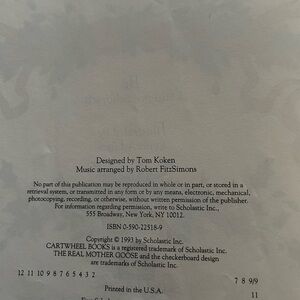 Designed by Tom Koken
Music arranged by Robert FitzSimons
No part of this publication may be reproduced in whole or in part, or stored in a
retrieval system, or transmitted in any form or by any means, electronic, mechanical,
photocopying, recording, or otherwise, without written permission of the publisher.
For information regarding permission, write to Scholastic Inc.,
555 Broadway, New York, NY 10012.
ISBN 0-590-22518-9
Copyright © 1993 by Scholastic Inc.
CARTWHEEL BOOKS is a registered trademark of Scholastic Inc.
THE REAL MOTHER GOOSE and the checkerboard design
are trademarks of Scholastic Inc.
12 11 10 9 8 7 6 5 4 3 2 7 8 9/9
Printed in the U.S.A. 11